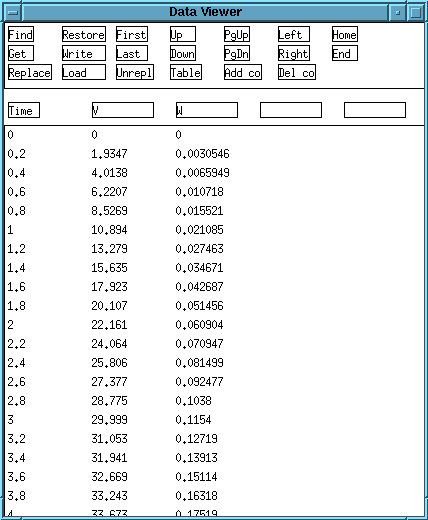 Data Viewer
Find Restore First Up PgUp Left Home
Get Write Last Down PgDn Right End
Replace Load Unrepl Table Add co Del co
Time V W
0 0 0
0.2 1.9347 0.0030546
0.4 4.0138 0.0065949
0.6 6.2207 0.010718
0.8 8.5269 0.015521
1 10.894 0.021085
1.2 13.279 0.027463
1.4 15.635 0.034671
1.6 17.923 0.042687
1.8 20.107 0.051456
2 22.161 0.060904
2.2 24.064 0.070947
2.4 25.806 0.081499
2.6 27.377 0.092477
2.8 28.775 0.1038
3 29.999 0.1154
3.2 31.053 0.12719
3.4 31.941 0.13913
3.6 32.669 0.15114
3.8 33.243 0.16318
4 33.673 0.17519